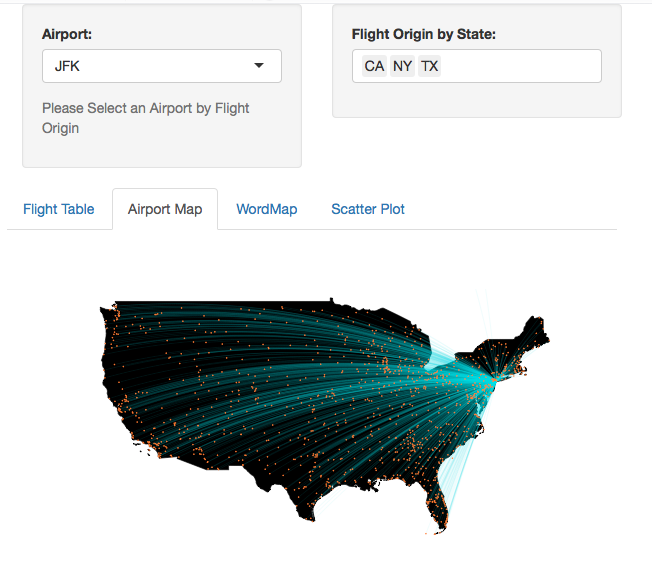 Airport:
JFK
Please Select an Airport by Flight
Origin
Flight Origin by State:
CA NY TX
Flight Table Airport Map WordMap Scatter Plot